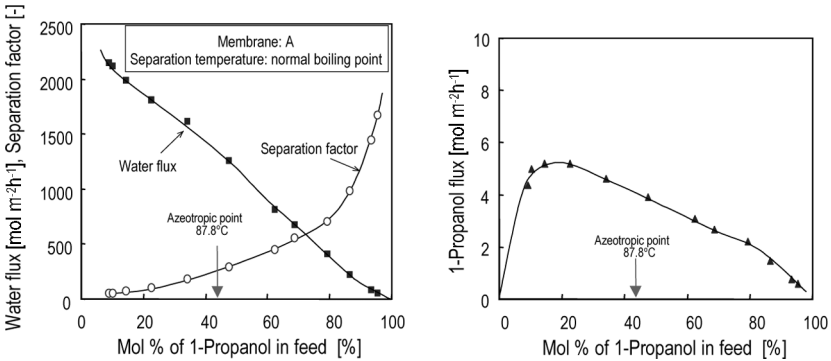 Water flux [mol m-2h-1], Separation factor [-]
2500
2000
1500
1000
500
0
Membrane: A
Separation temperature: normal boiling point
Water flux
Separation factor
Azeotropic point
87.8°C
0 20 40 60 80 100
Mol % of 1-Propanol in feed [%]
1-Propanol flux [mol m-2h-1]
10
8
6
4
2
0
Azeotropic point
87.8°C
0 20 40 60 80 100
Mol % of 1-Propanol in feed [%]